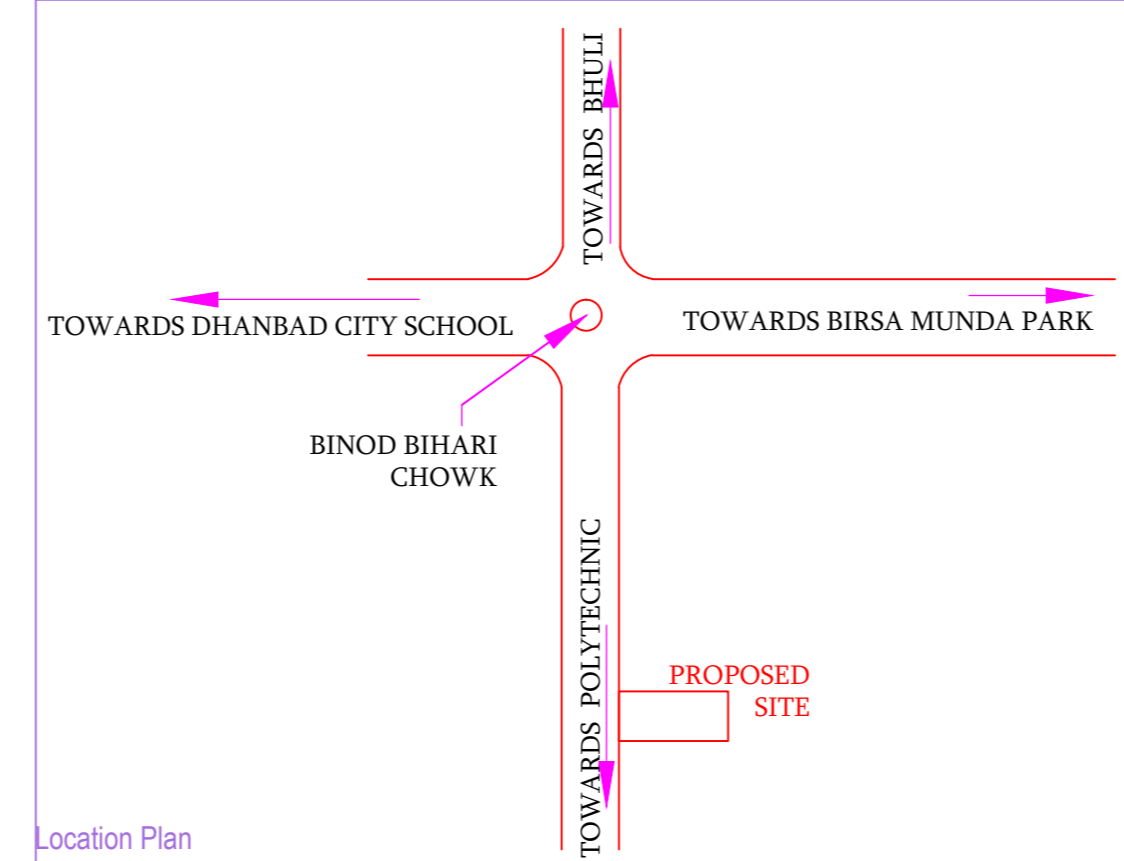 TOWARDS BHULI
TOWARDS DHANBAD CITY SCHOOL
TOWARDS BIRSA MUNDA PARK
BINOD BIHARI
CHOWK
TOWARDS POLYTECHNIC
PROPOSED
SITE
Location Plan